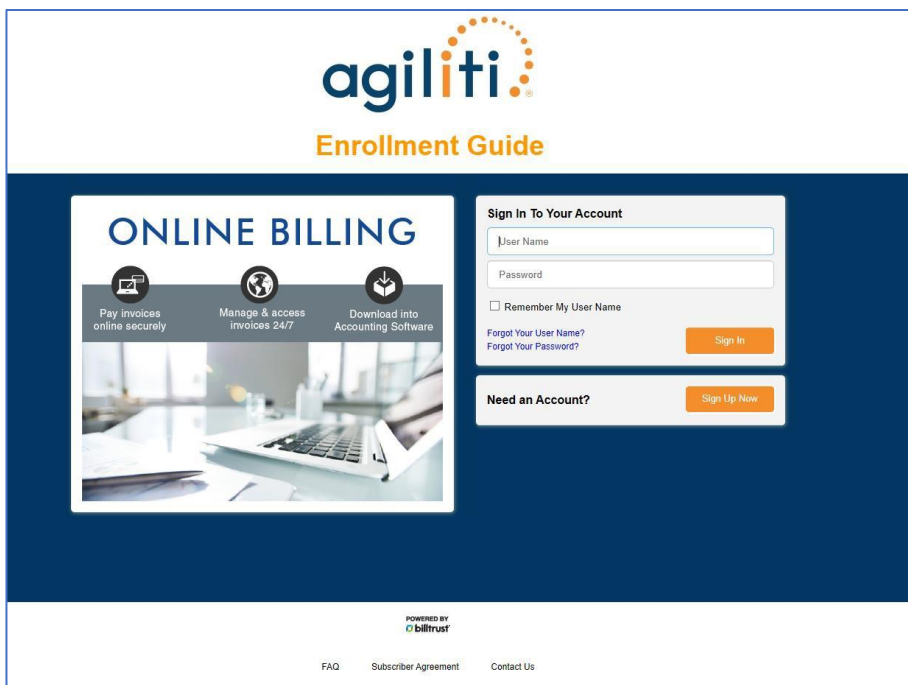 agiliti
Enrollment Guide
ONLINE BILLING
Pay invoices
online securely
Manage & access
invoices 24/7
Download into
Accounting Software
Sign In To Your Account
User Name
Password
Remember My User Name
Forgot Your User Name?
Forgot Your Password?
Sign In
Need an Account?
Sign Up Now
POWERED BY
billtrust
FAQ Subscriber Agreement Contact Us